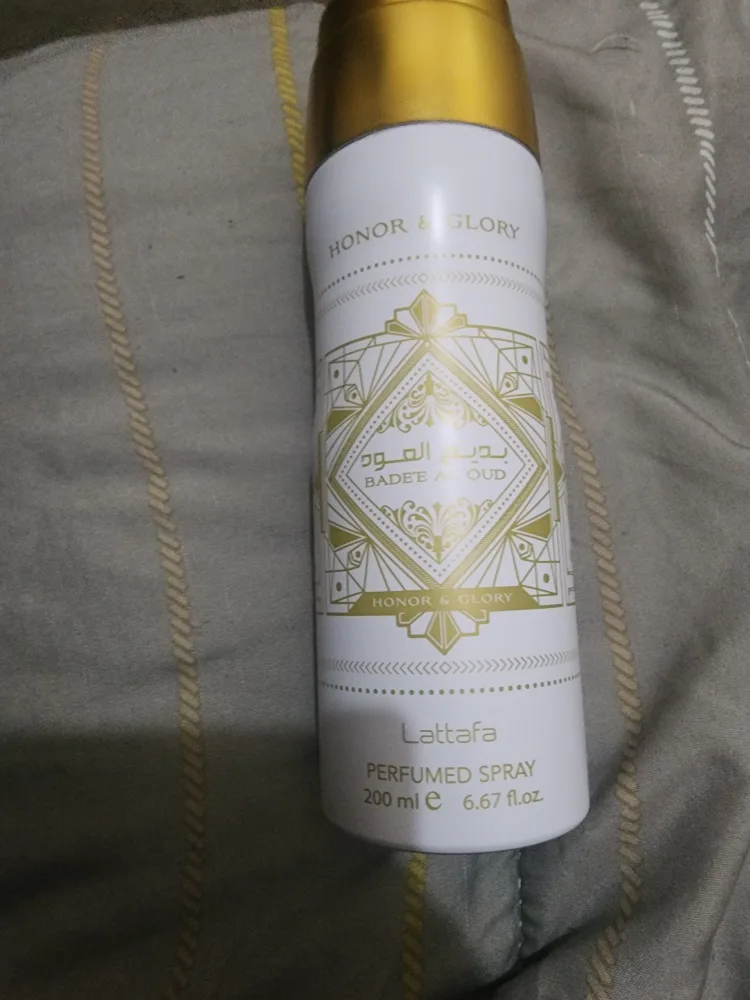 HONOR & GLORY
بديع العود
BADE'E AL OUD
HONOR & GLORY
Lattafa
PERFUMED SPRAY
200 ml e 6.67 fl.oz.